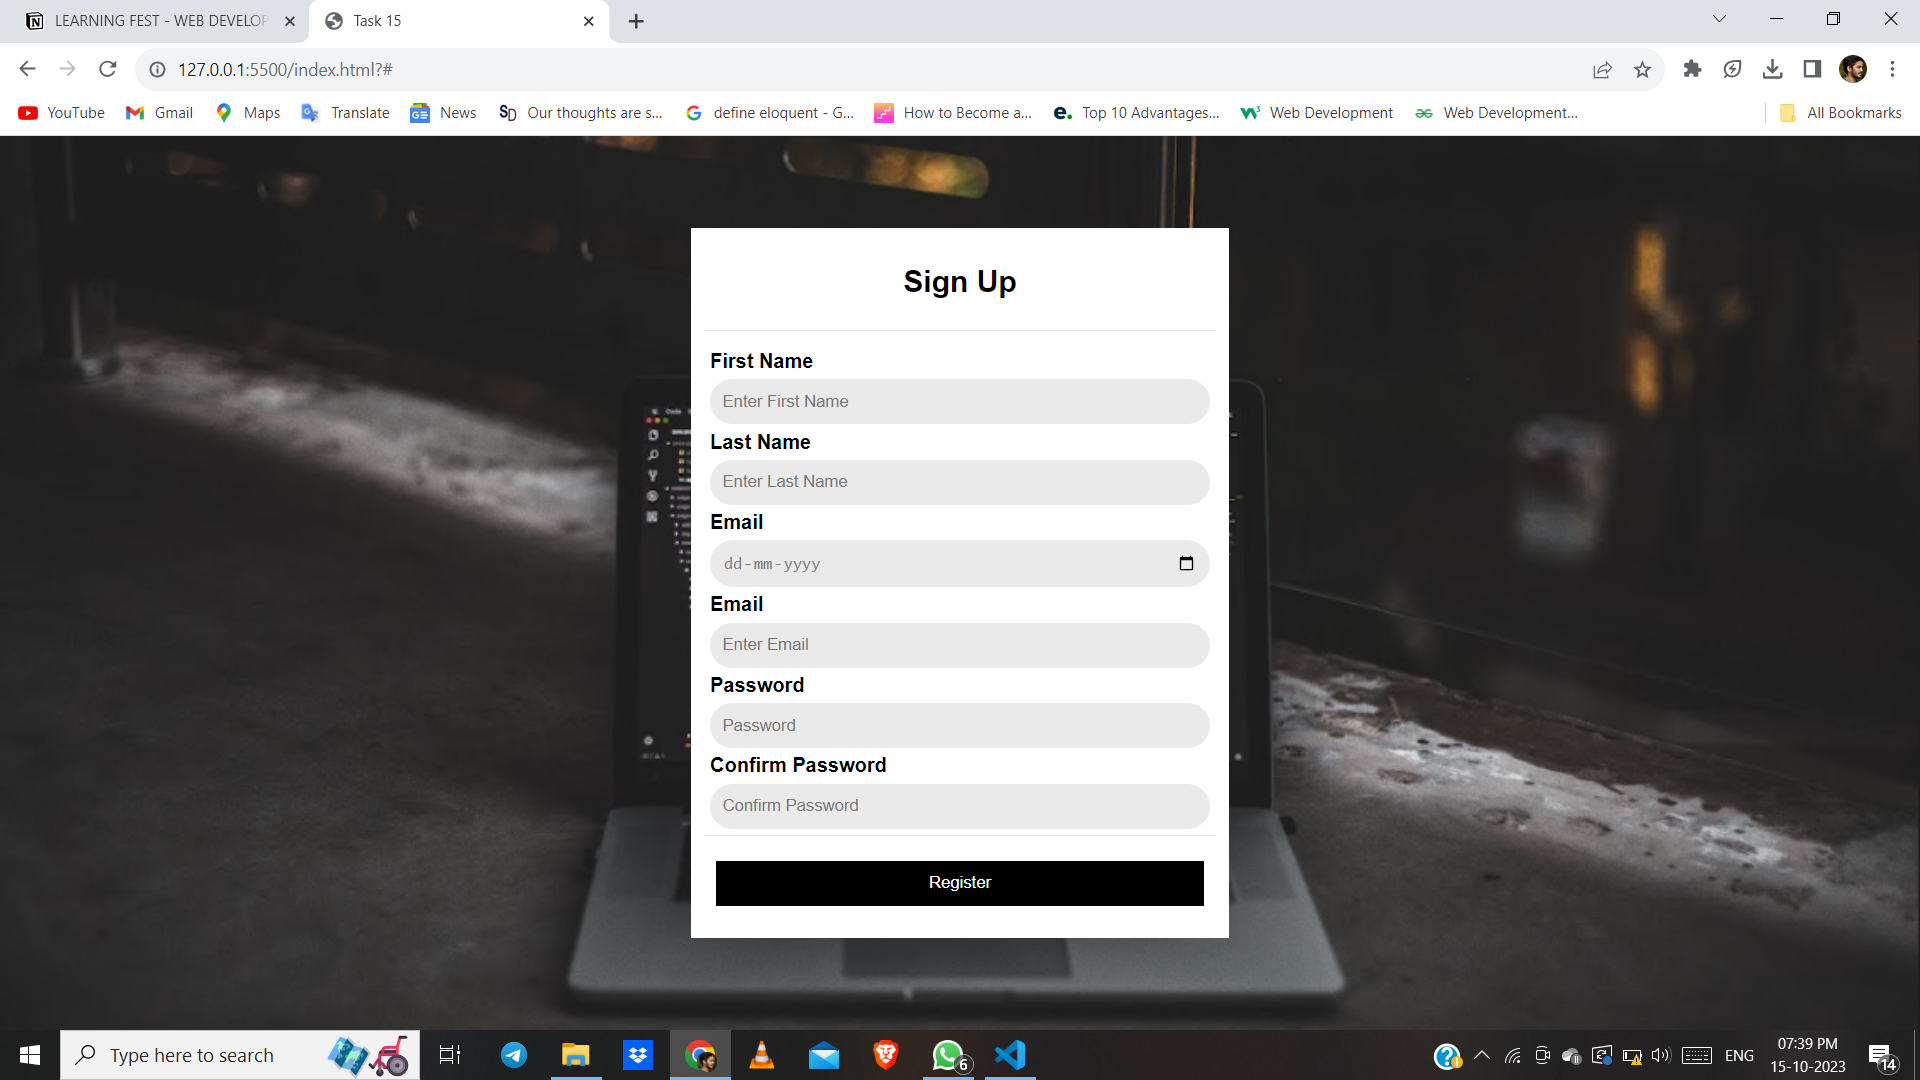 LEARNING FEST - WEB DEVELOP
Task 15
127.0.0.1:5500/index.html?#
YouTube
Gmail
Maps
Translate
News
Our thoughts are s...
define eloquent - G...
How to Become a...
Top 10 Advantages...
Web Development
Web Development...
All Bookmarks
Sign Up
First Name
Enter First Name
Last Name
Enter Last Name
Email
dd-mm-yyyy
Email
Enter Email
Password
Password
Confirm Password
Confirm Password
Register
Type here to search
6
ENG
07:39 PM
15-10-2023
14